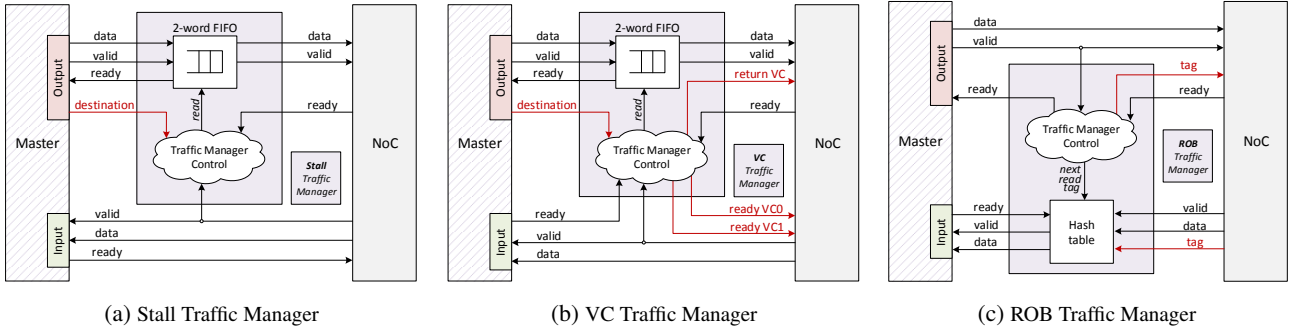 2-word FIFO
data
data
valid
valid
ready
read
ready
destination
Output
Master
Traffic Manager
Control
NoC
Stall
Traffic
Manager
valid
data
ready
Input
(a) Stall Traffic Manager
2-word FIFO
data
data
valid
valid
ready
return VC
read
ready
destination
Output
Master
Traffic Manager
Control
NoC
VC
Traffic
Manager
ready
ready VC0
ready VC1
valid
data
Input
(b) VC Traffic Manager
data
valid
tag
ready
ready
Output
Master
Traffic Manager
Control
NoC
ROB
Traffic
Manager
next
read
tag
ready
valid
valid
data
data
tag
Hash
table
Input
(c) ROB Traffic Manager